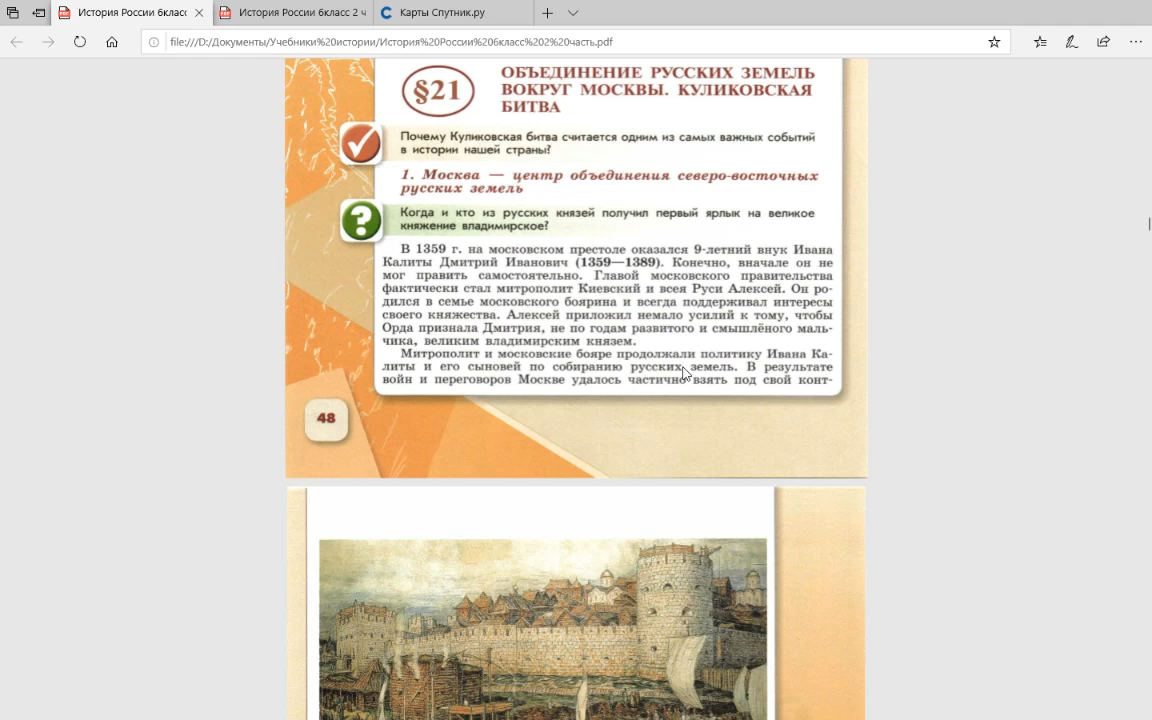 История России 6класс
История России 6класс 2 ч
Карты Спутник.ру
file:///D:/Документы/Учебники%20истории/История%20России%206класс%202%20часть.pdf
§21
ОБЪЕДИНЕНИЕ РУССКИХ ЗЕМЕЛЬ
ВОКРУГ МОСКВЫ. КУЛИКОВСКАЯ
БИТВА
Почему Куликовская битва считается одним из самых важных событий
в истории нашей страны?
1. Москва — центр объединения северо-восточных
русских земель
Когда и кто из русских князей получил первый ярлык на великое
княжение владимирское?
В 1359 г. на московском престоле оказался 9-летний внук Ивана
Калиты Дмитрий Иванович (1359—1389). Конечно, вначале он не
мог править самостоятельно. Главой московского правительства
фактически стал митрополит Киевский и всея Руси Алексей. Он ро-
дился в семье московского боярина и всегда поддерживал интересы
своего княжества. Алексей приложил немало усилий к тому, чтобы
Орда признала Дмитрия, не по годам развитого и смышлёного маль-
чика, великим владимирским князем.
Митрополит и московские бояре продолжали политику Ивана Ка-
литы и его сыновей по собиранию русских земель. В результате
войн и переговоров Москве удалось частично взять под свой конт-
48